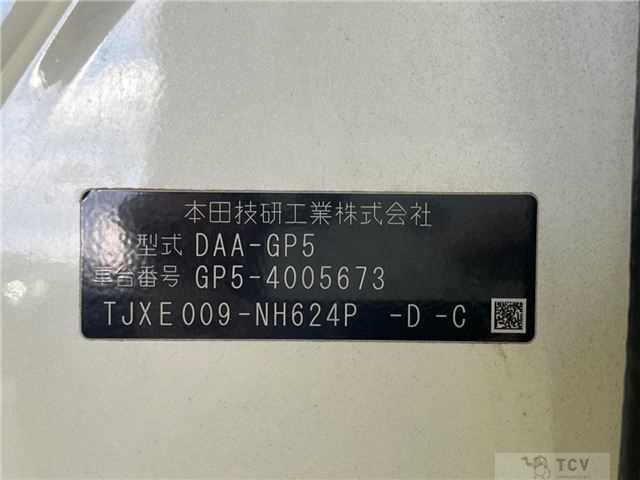 本田技研工業株式会社
型式 DAA-GP5
車台番号 GP5-4005673
TJXE009-NH624P -D-C
TCV